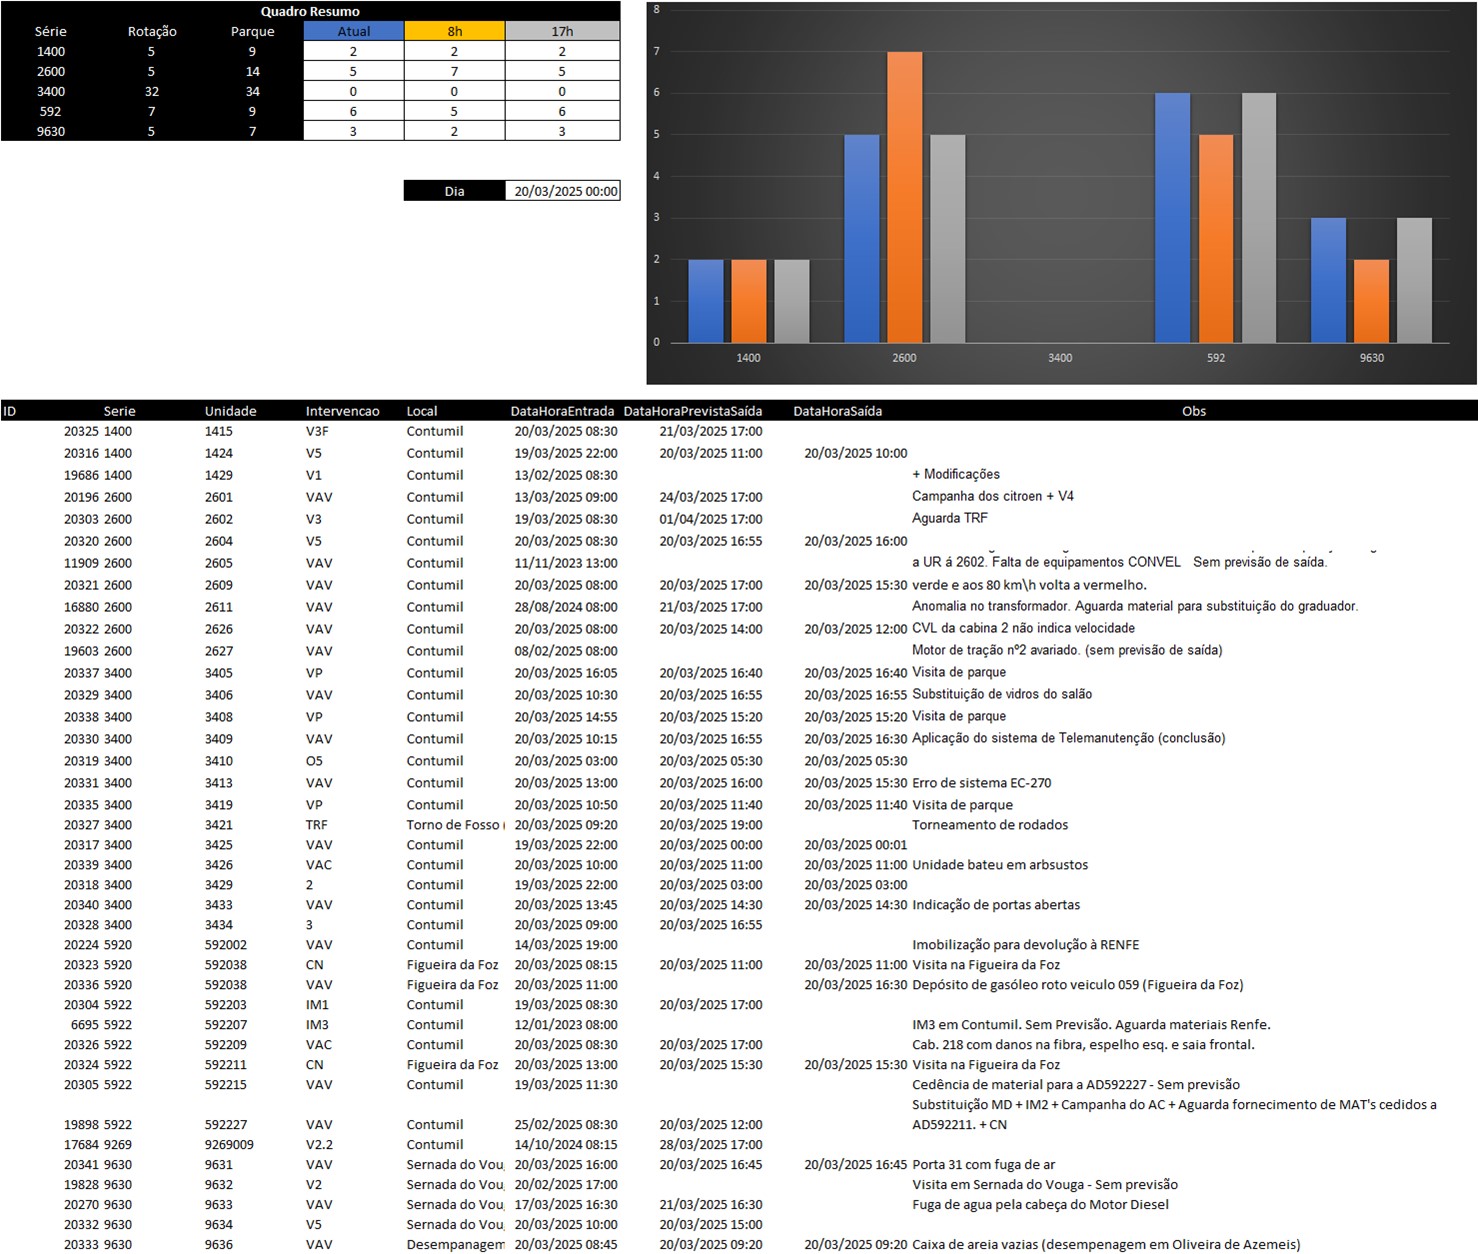 Quadro Resumo
Série Rotação Parque Atual 8h 17h
1400 5 9 2 2 2
2600 5 14 5 7 5
3400 32 34 0 0 0
592 7 9 6 5 6
9630 5 7 3 2 3
Dia 20/03/2025 00:00
8
7
6
5
4
3
2
1
0
1400 2600 3400 592 9630
ID Serie Unidade Intervencao Local DataHoraEntrada DataHoraPrevistaSaída DataHoraSaída Obs
20325 1400 1415 V3F Contumil 20/03/2025 08:30 21/03/2025 17:00
20316 1400 1424 V5 Contumil 19/03/2025 22:00 20/03/2025 11:00 20/03/2025 10:00
19686 1400 1429 V1 Contumil 13/02/2025 08:30 + Modificações
20196 2600 2601 VAV Contumil 13/03/2025 09:00 24/03/2025 17:00 Campanha dos citroen + V4
20303 2600 2602 V3 Contumil 19/03/2025 08:30 01/04/2025 17:00 Aguarda TRF
20320 2600 2604 V5 Contumil 20/03/2025 08:30 20/03/2025 16:55 20/03/2025 16:00
11909 2600 2605 VAV Contumil 11/11/2023 13:00 a UR á 2602. Falta de equipamentos CONVEL Sem previsão de saída.
20321 2600 2609 VAV Contumil 20/03/2025 08:00 20/03/2025 17:00 20/03/2025 15:30 verde e aos 80 km\h volta a vermelho.
16880 2600 2611 VAV Contumil 28/08/2024 08:00 21/03/2025 17:00 Anomalia no transformador. Aguarda material para substituição do graduador.
20322 2600 2626 VAV Contumil 20/03/2025 08:00 20/03/2025 14:00 20/03/2025 12:00 CVL da cabina 2 não indica velocidade
19603 2600 2627 VAV Contumil 08/02/2025 08:00 Motor de tração nº2 avariado. (sem previsão de saída)
20337 3400 3405 VP Contumil 20/03/2025 16:05 20/03/2025 16:40 20/03/2025 16:40 Visita de parque
20329 3400 3406 VAV Contumil 20/03/2025 10:30 20/03/2025 16:55 20/03/2025 16:55 Substituição de vidros do salão
20338 3400 3408 VP Contumil 20/03/2025 14:55 20/03/2025 15:20 20/03/2025 15:20 Visita de parque
20330 3400 3409 VAV Contumil 20/03/2025 10:15 20/03/2025 16:55 20/03/2025 16:30 Aplicação do sistema de Telemanutenção (conclusão)
20319 3400 3410 O5 Contumil 20/03/2025 03:00 20/03/2025 05:30 20/03/2025 05:30
20331 3400 3413 VAV Contumil 20/03/2025 13:00 20/03/2025 16:00 20/03/2025 15:30 Erro de sistema EC-270
20335 3400 3419 VP Contumil 20/03/2025 10:50 20/03/2025 11:40 20/03/2025 11:40 Visita de parque
20327 3400 3421 TRF Torno de Fosso ( 20/03/2025 09:20 20/03/2025 19:00 Torneamento de rodados
20317 3400 3425 VAV Contumil 19/03/2025 22:00 20/03/2025 00:00 20/03/2025 00:01
20339 3400 3426 VAC Contumil 20/03/2025 10:00 20/03/2025 11:00 20/03/2025 11:00 Unidade bateu em arbsustos
20318 3400 3429 2 Contumil 19/03/2025 22:00 20/03/2025 03:00 20/03/2025 03:00
20340 3400 3433 VAV Contumil 20/03/2025 13:45 20/03/2025 14:30 20/03/2025 14:30 Indicação de portas abertas
20328 3400 3434 3 Contumil 20/03/2025 09:00 20/03/2025 16:55
20224 5920 592002 VAV Contumil 14/03/2025 19:00 Imobilização para devolução à RENFE
20323 5920 592038 CN Figueira da Foz 20/03/2025 08:15 20/03/2025 11:00 20/03/2025 11:00 Visita na Figueira da Foz
20336 5920 592038 VAV Figueira da Foz 20/03/2025 11:00 20/03/2025 16:30 Depósito de gasóleo roto veiculo 059 (Figueira da Foz)
20304 5922 592203 IM1 Contumil 19/03/2025 08:30 20/03/2025 17:00
6695 5922 592207 IM3 Contumil 12/01/2023 08:00 IM3 em Contumil. Sem Previsão. Aguarda materiais Renfe.
20326 5922 592209 VAC Contumil 20/03/2025 08:30 20/03/2025 17:00 Cab. 218 com danos na fibra, espelho esq. e saia frontal.
20324 5922 592211 CN Figueira da Foz 20/03/2025 13:00 20/03/2025 15:30 20/03/2025 15:30 Visita na Figueira da Foz
20305 5922 592215 VAV Contumil 19/03/2025 11:30 Cedência de material para a AD592227 - Sem previsão
Substituição MD + IM2 + Campanha do AC + Aguarda fornecimento de MAT's cedidos a
19898 5922 592227 VAV Contumil 25/02/2025 08:30 20/03/2025 12:00 AD592211. + CN
17684 9269 9269009 V2.2 Contumil 14/10/2024 08:15 28/03/2025 17:00
20341 9630 9631 VAV Sernada do Vou 20/03/2025 16:00 20/03/2025 16:45 20/03/2025 16:45 Porta 31 com fuga de ar
19828 9630 9632 V2 Sernada do Vou 20/02/2025 17:00 Visita em Sernada do Vouga - Sem previsão
20270 9630 9633 VAV Sernada do Vou 17/03/2025 16:30 21/03/2025 16:30 Fuga de agua pela cabeça do Motor Diesel
20332 9630 9634 V5 Sernada do Vou 20/03/2025 10:00 20/03/2025 15:00
20333 9630 9636 VAV Desempanagem 20/03/2025 08:45 20/03/2025 09:20 20/03/2025 09:20 Caixa de areia vazias (desempenagem em Oliveira de Azemeis)